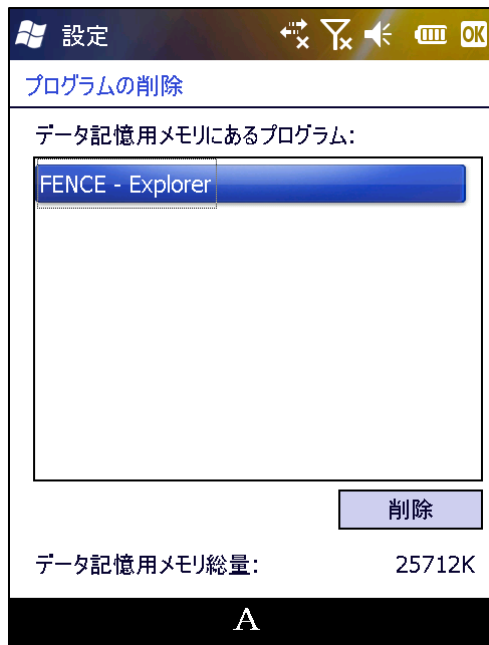 設定
OK
プログラムの削除
データ記憶用メモリにあるプログラム:
FENCE - Explorer
削除
データ記憶用メモリ総量: 25712K
A